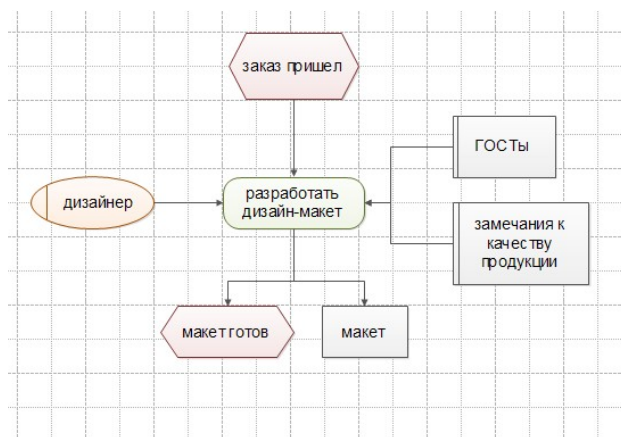 заказ пришел
ГОСТы
дизайнер
разработать
дизайн-макет
замечания к
качеству
продукции
макет готов
макет